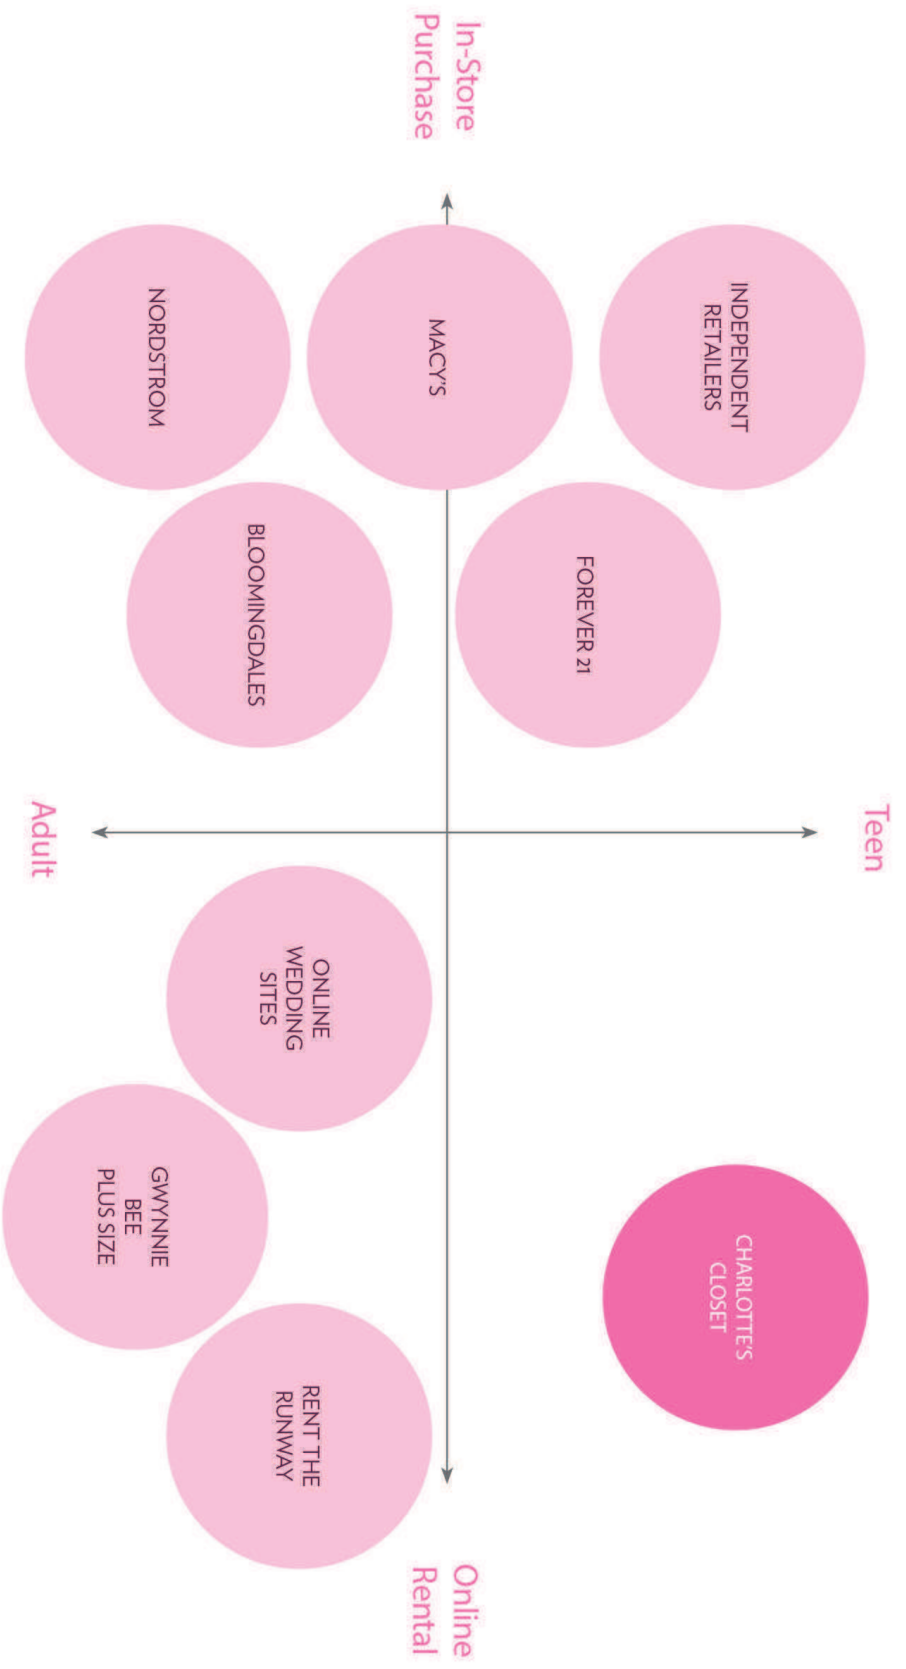 Teen
INDEPENDENT
RETAILERS
CHARLOTTE'S
CLOSET
FOREVER 21
In-Store
Purchase
MACY'S
Online
Rental
BLOOMINGDALES
ONLINE
WEDDING
SITES
RENT THE
RUNWAY
NORDSTROM
GWYNNIE
BEE
PLUS SIZE
Adult